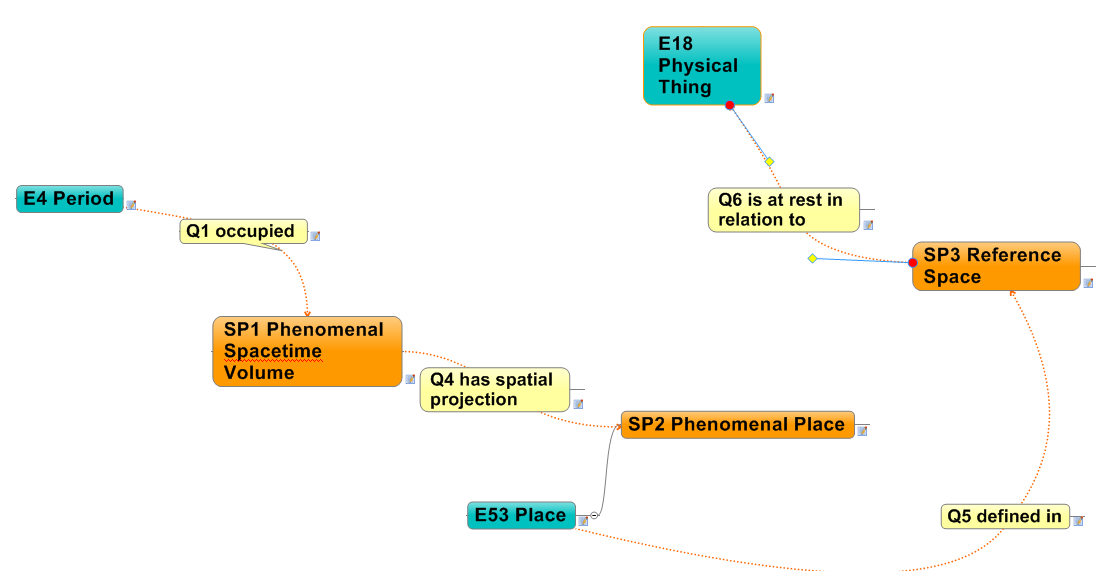 E18
Physical
Thing
E4 Period
Q6 is at rest in
relation to
Q1 occupied
SP3 Reference
Space
SP1 Phenomenal
Spacetime
Volume
Q4 has spatial
projection
SP2 Phenomenal Place
E53 Place
Q5 defined in